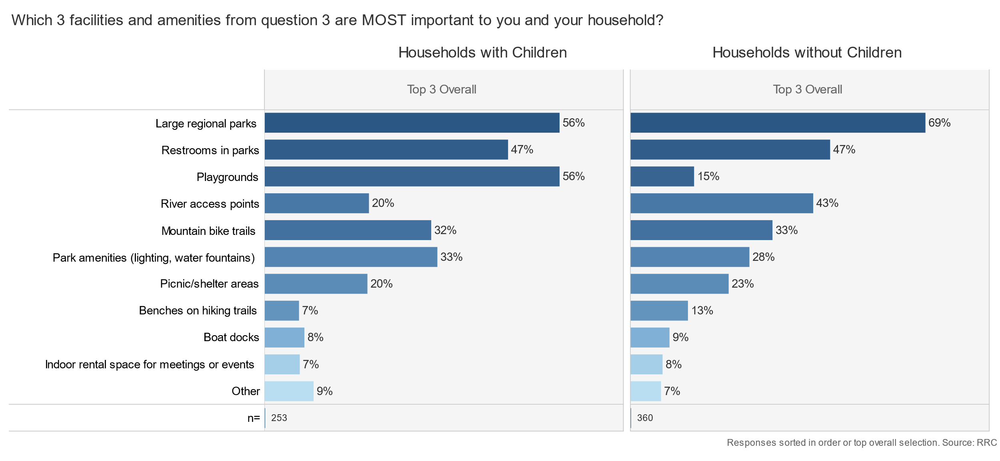 Which 3 facilities and amenities from question 3 are MOST important to you and your household?
Households with Children Households without Children
Top 3 Overall Top 3 Overall
Large regional parks 56% 69%
Restrooms in parks 47% 47%
Playgrounds 56% 15%
River access points 20% 43%
Mountain bike trails 32% 33%
Park amenities (lighting, water fountains) 33% 28%
Picnic/shelter areas 20% 23%
Benches on hiking trails 7% 13%
Boat docks 8% 9%
Indoor rental space for meetings or events 7% 8%
Other 9% 7%
n= 253 360
Responses sorted in order or top overall selection. Source: RRC